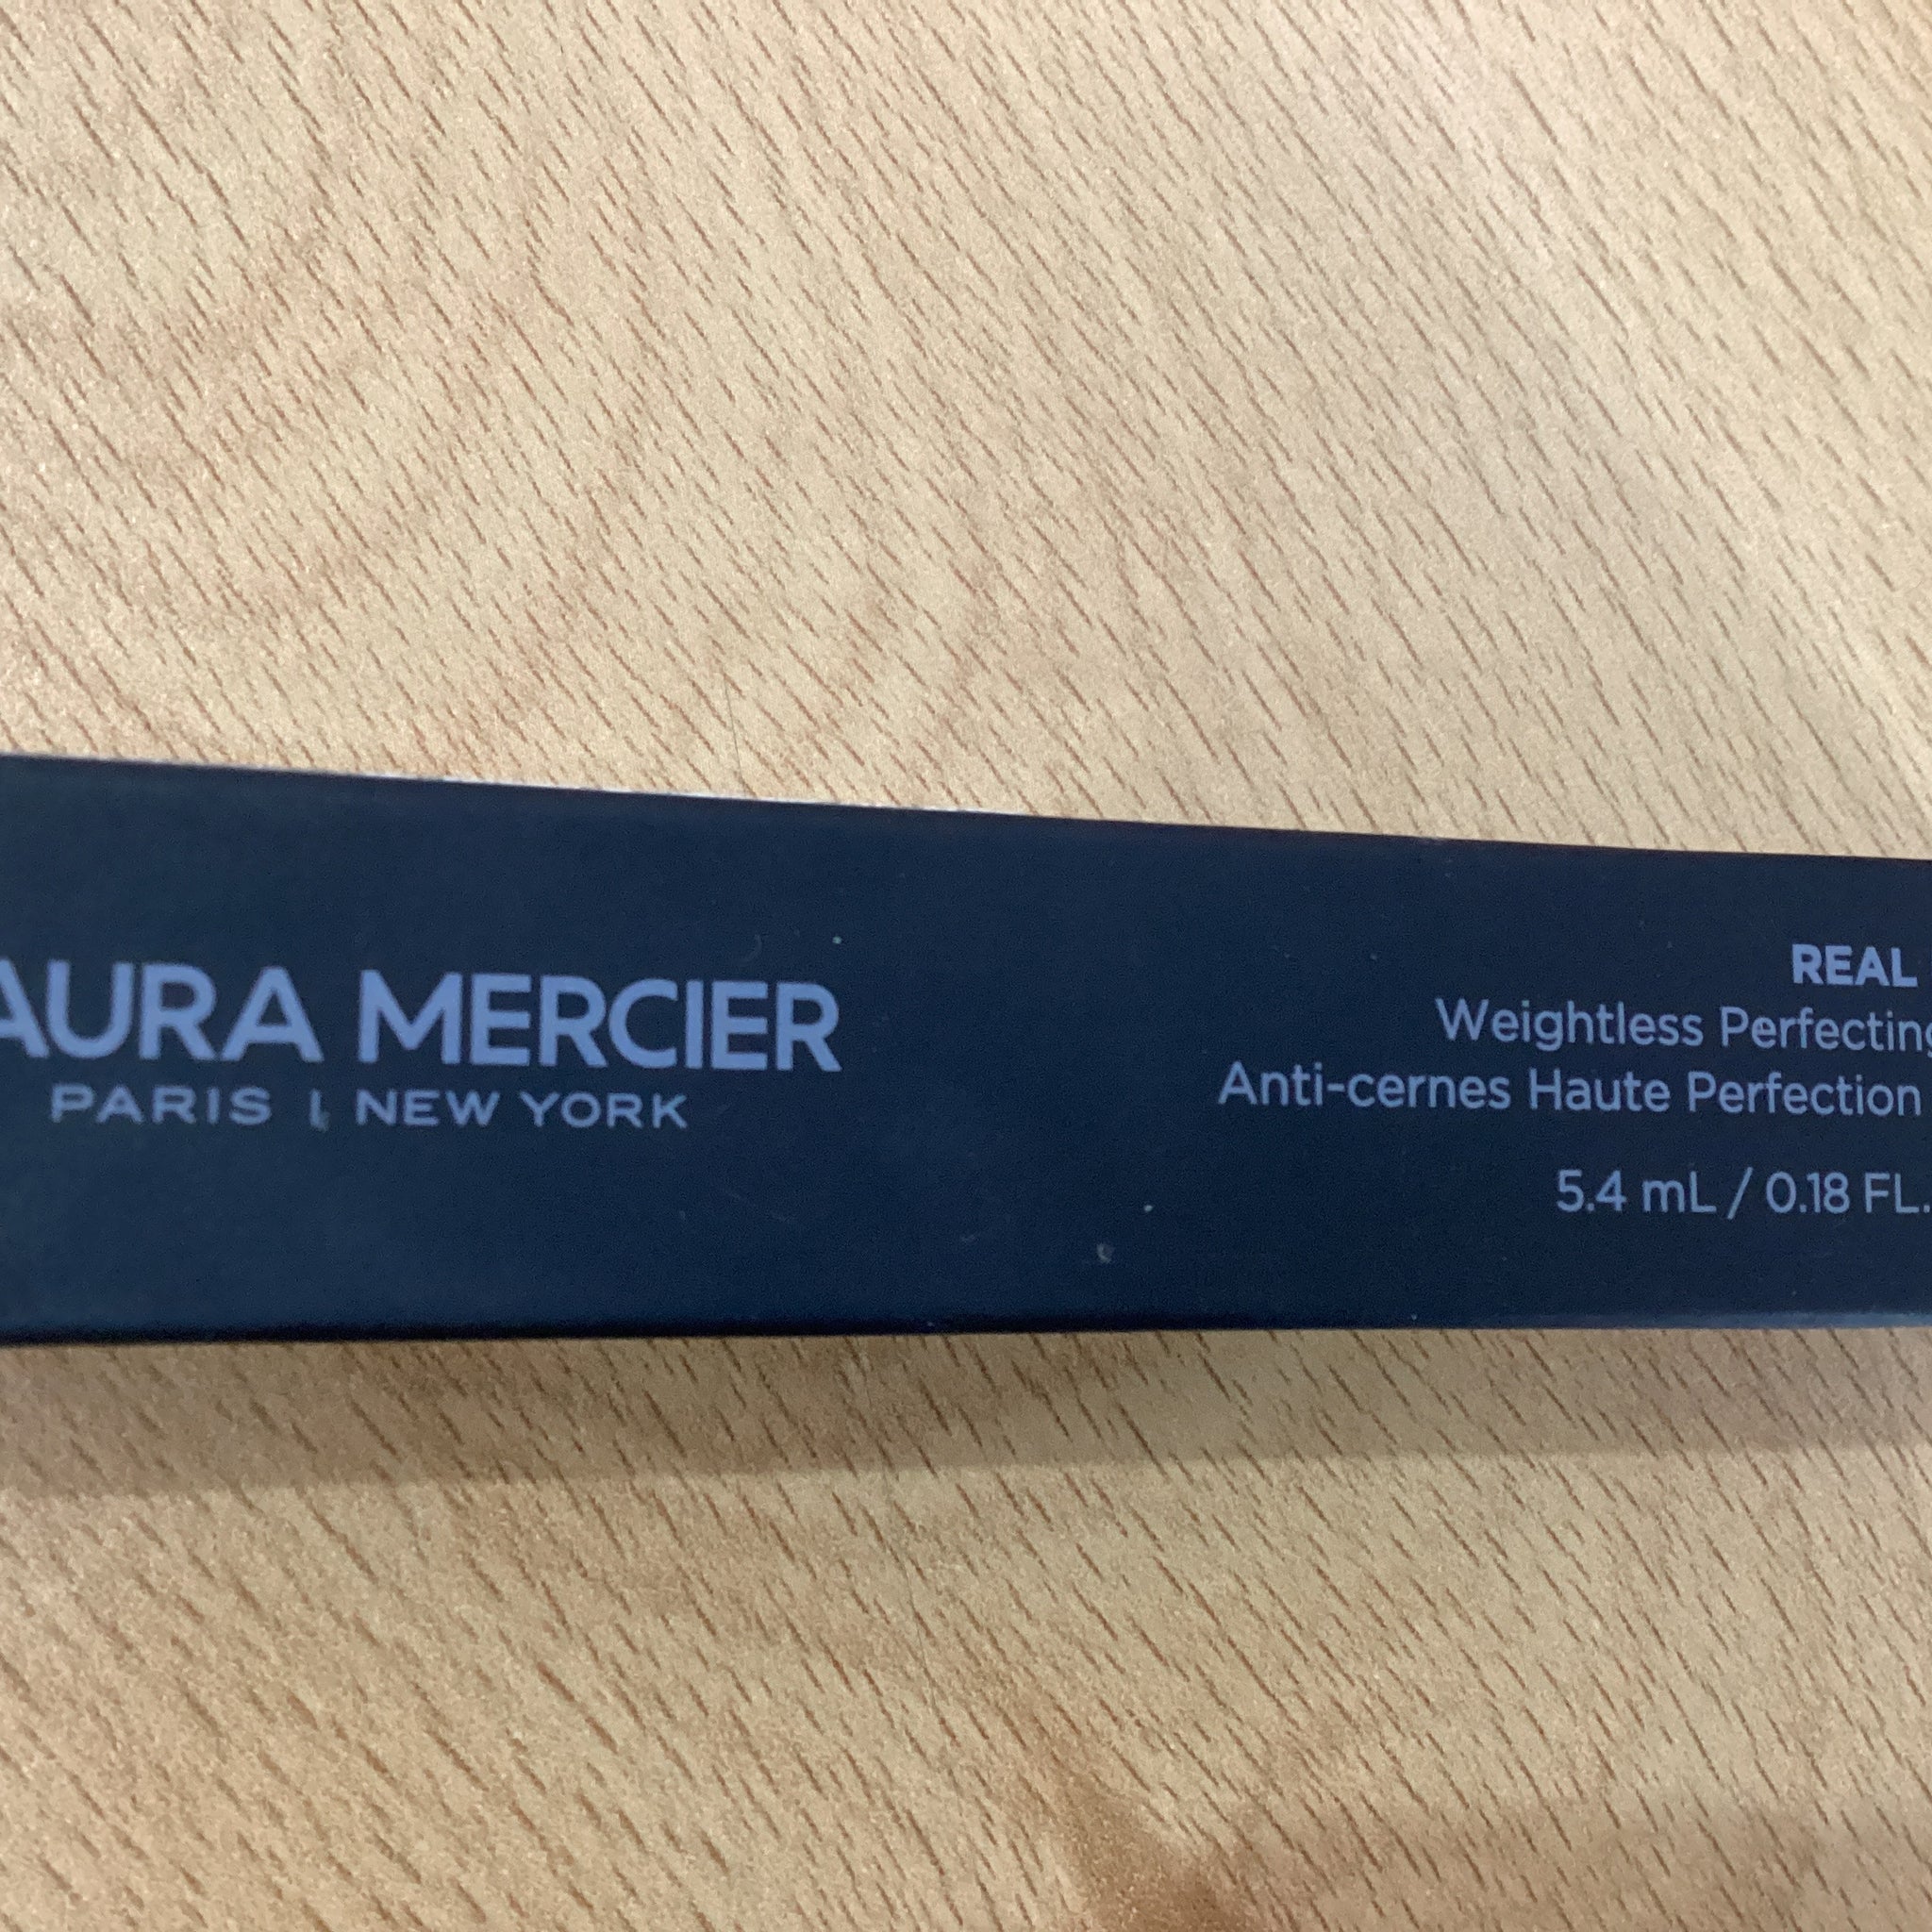 AURA MERCIER
PARIS | NEW YORK
REAL
Weightless Perfecting
Anti-cernes Haute Perfection
5.4 mL / 0.18 FL.